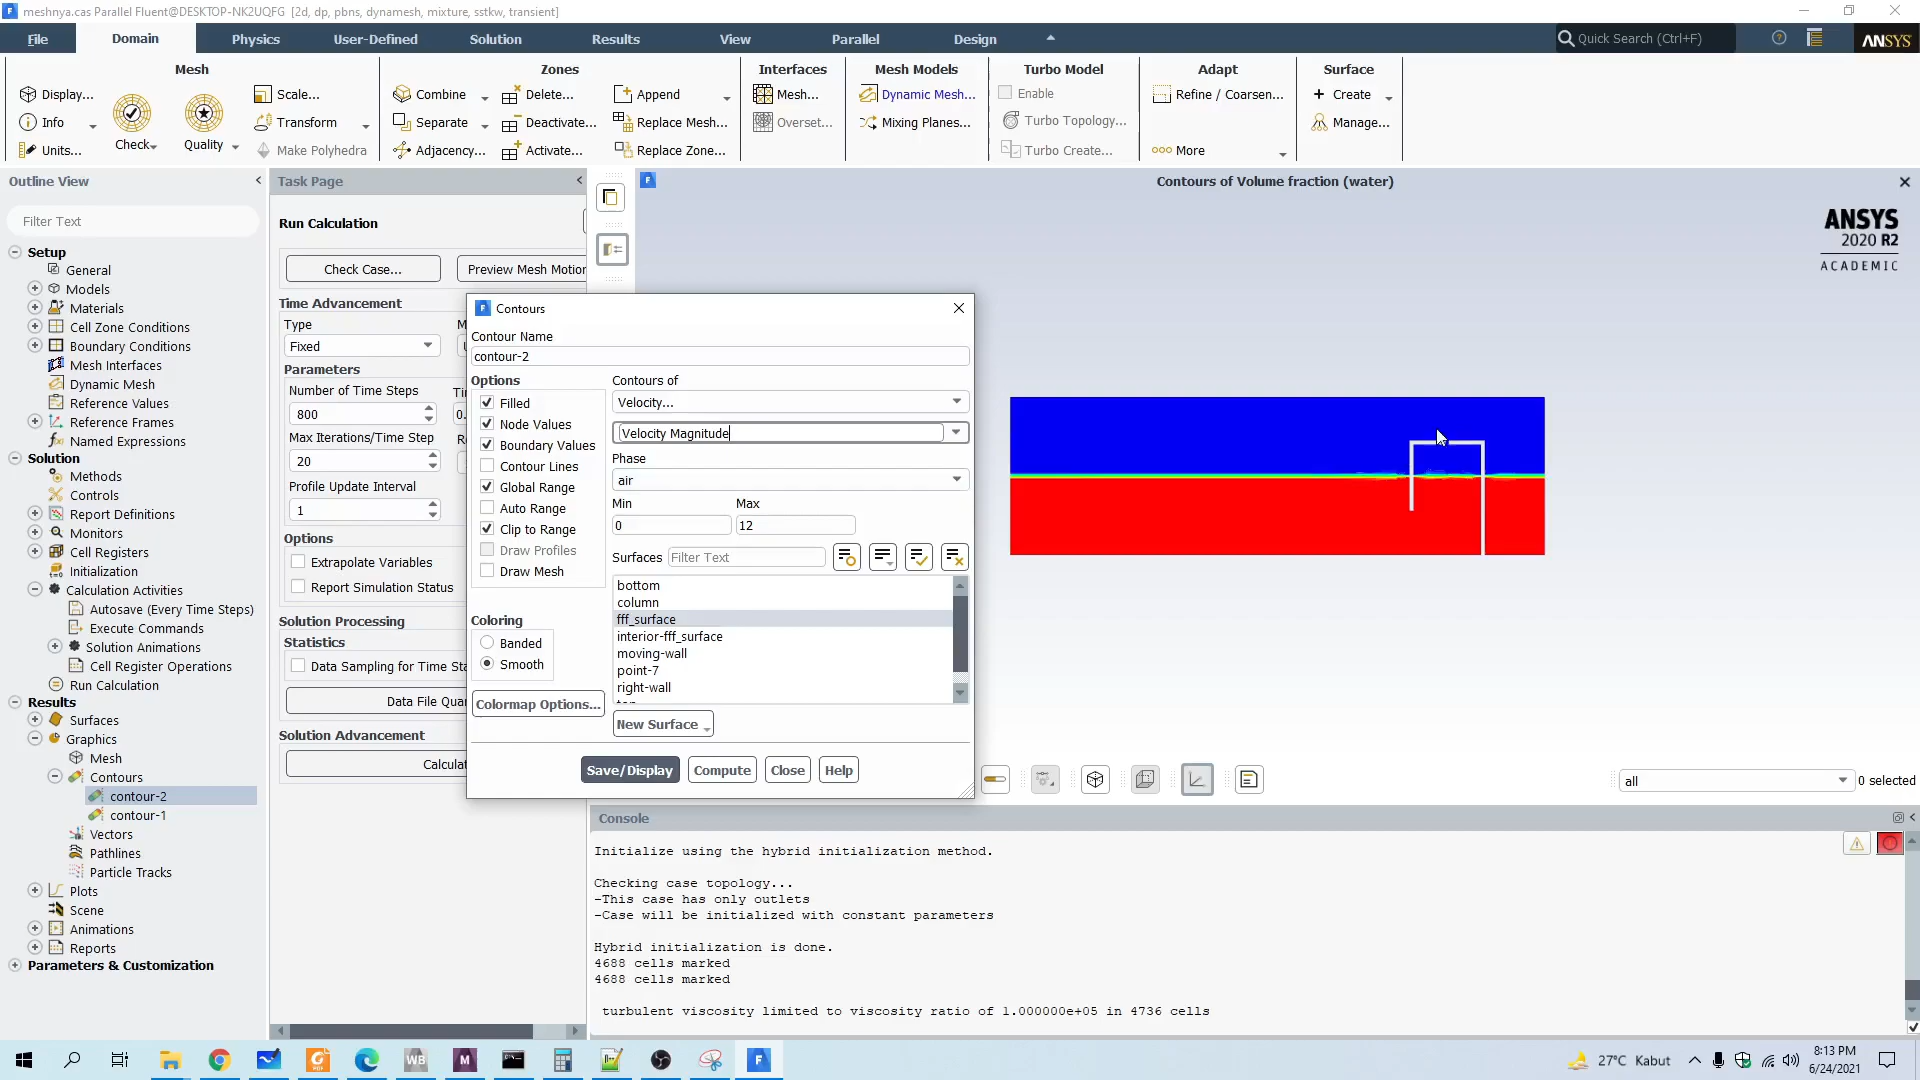 meshnya.cas Parallel Fluent@DESKTOP-NK2UQFG [2d, dp, pbns, dynamesh, mixture, sstkw, transient]
File
Domain
Physics
User-Defined
Solution
Results
View
Parallel
Design
Quick Search (Ctrl+F)
ANSYS
Mesh
Display...
Info
Units...
Check
Quality
Scale...
Transform
Make Polyhedra
Zones
Combine
Separate
Adjacency...
Delete...
Deactivate...
Activate...
Append
Replace Mesh...
Replace Zone...
Interfaces
Mesh...
Overset...
Mesh Models
Dynamic Mesh...
Mixing Planes...
Turbo Model
Enable
Turbo Topology...
Turbo Create...
Adapt
Refine / Coarsen...
More
Surface
+ Create
Manage...
Outline View
Filter Text
Setup
General
Models
Materials
Cell Zone Conditions
Boundary Conditions
Mesh Interfaces
Dynamic Mesh
Reference Values
Reference Frames
Named Expressions
Solution
Methods
Controls
Report Definitions
Monitors
Cell Registers
Initialization
Calculation Activities
Autosave (Every Time Steps)
Execute Commands
Solution Animations
Cell Register Operations
Run Calculation
Results
Surfaces
Graphics
Mesh
Contours
contour-2
contour-1
Vectors
Pathlines
Particle Tracks
Plots
Scene
Animations
Reports
Parameters & Customization
Task Page
Run Calculation
Check Case...
Preview Mesh Motion
Time Advancement
Type
Fixed
Parameters
Number of Time Steps
800
0.
Max Iterations/Time Step
20
Profile Update Interval
1
Options
Extrapolate Variables
Report Simulation Status
Solution Processing
Statistics
Data Sampling for Time Sta
Data File Qua
Solution Advancement
Calculat
Contours
Contour Name
contour-2
Options
Filled
Node Values
Boundary Values
Contour Lines
Global Range
Auto Range
Clip to Range
Draw Profiles
Draw Mesh
Coloring
Banded
Smooth
Colormap Options...
Contours of
Velocity...
Velocity Magnitude
Phase
air
Min
Max
0
12
Surfaces
Filter Text
bottom
column
fff_surface
interior-fff_surface
moving-wall
point-7
right-wall
New Surface
Save/Display
Compute
Close
Help
Contours of Volume fraction (water)
ANSYS
2020 R2
ACADEMIC
all
0 selected
Console
Initialize using the hybrid initialization method.
Checking case topology...
-This case has only outlets
-Case will be initialized with constant parameters
Hybrid initialization is done.
4688 cells marked
4688 cells marked
turbulent viscosity limited to viscosity ratio of 1.000000e+05 in 4736 cells
WB
M
F
27°C Kabut
8:13 PM
6/24/2021